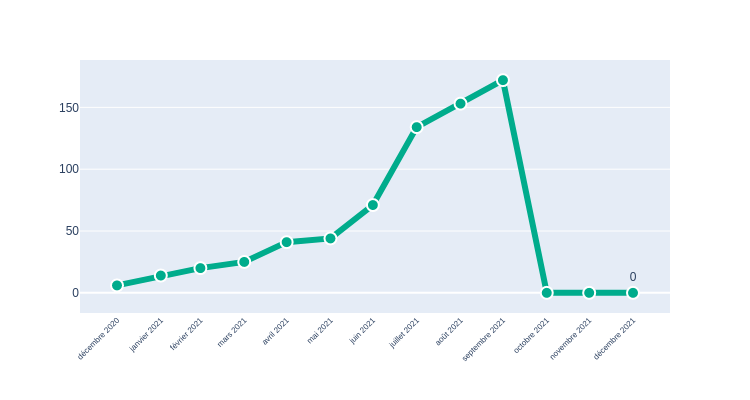 150
100
50
0
0
décembre 2020
janvier 2021
février 2021
mars 2021
avril 2021
mai 2021
juin 2021
juillet 2021
août 2021
septembre 2021
octobre 2021
novembre 2021
décembre 2021